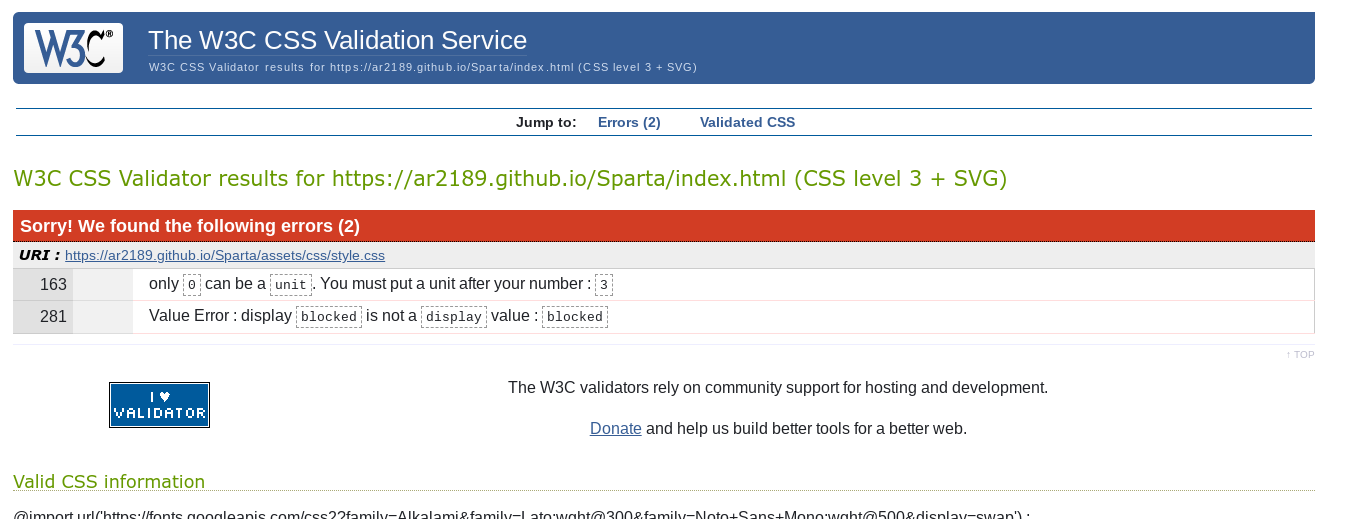 W3C®
The W3C CSS Validation Service
W3C CSS Validator results for https://ar2189.github.io/Sparta/index.html (CSS level 3 + SVG)
Jump to: Errors (2) Validated CSS
W3C CSS Validator results for https://ar2189.github.io/Sparta/index.html (CSS level 3 + SVG)
Sorry! We found the following errors (2)
URI : https://ar2189.github.io/Sparta/assets/css/style.css
163 only 0 can be a unit. You must put a unit after your number : 3
281 Value Error : display blocked is not a display value : blocked
↑ TOP
I ♥
VALIDATOR
The W3C validators rely on community support for hosting and development.
Donate and help us build better tools for a better web.
Valid CSS information
@import url('https://fonts.googleapis.com/css2?family=Alkalami&family=Lato:wght@300&family=Noto+Sans+Mono:wght@500&display=swap') ;